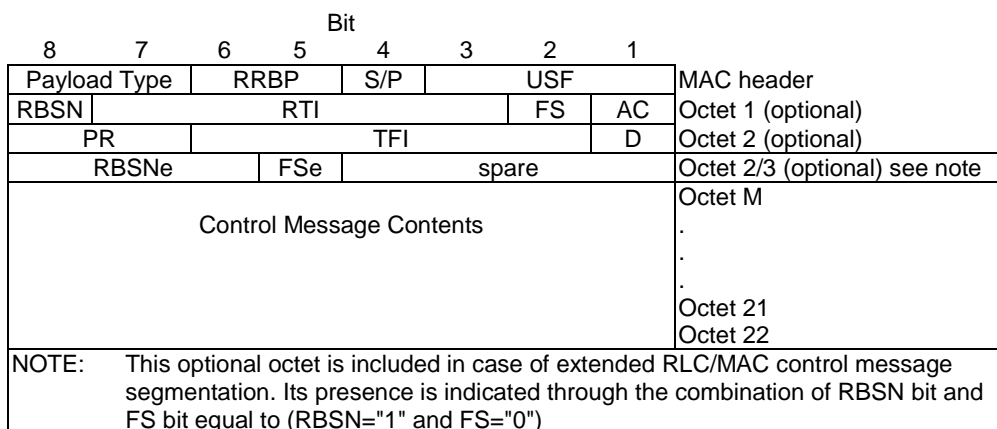 Bit
8 7 6 5 4 3 2 1
Payload Type RRBP S/P USF MAC header
RBSN RTI FS AC Octet 1 (optional)
PR TFI D Octet 2 (optional)
RBSNe FSe spare Octet 2/3 (optional) see note
Octet M
Control Message Contents .
.
.
Octet 21
Octet 22
NOTE: This optional octet is included in case of extended RLC/MAC control message
segmentation. Its presence is indicated through the combination of RBSN bit and
FS bit equal to (RBSN="1" and FS="0")